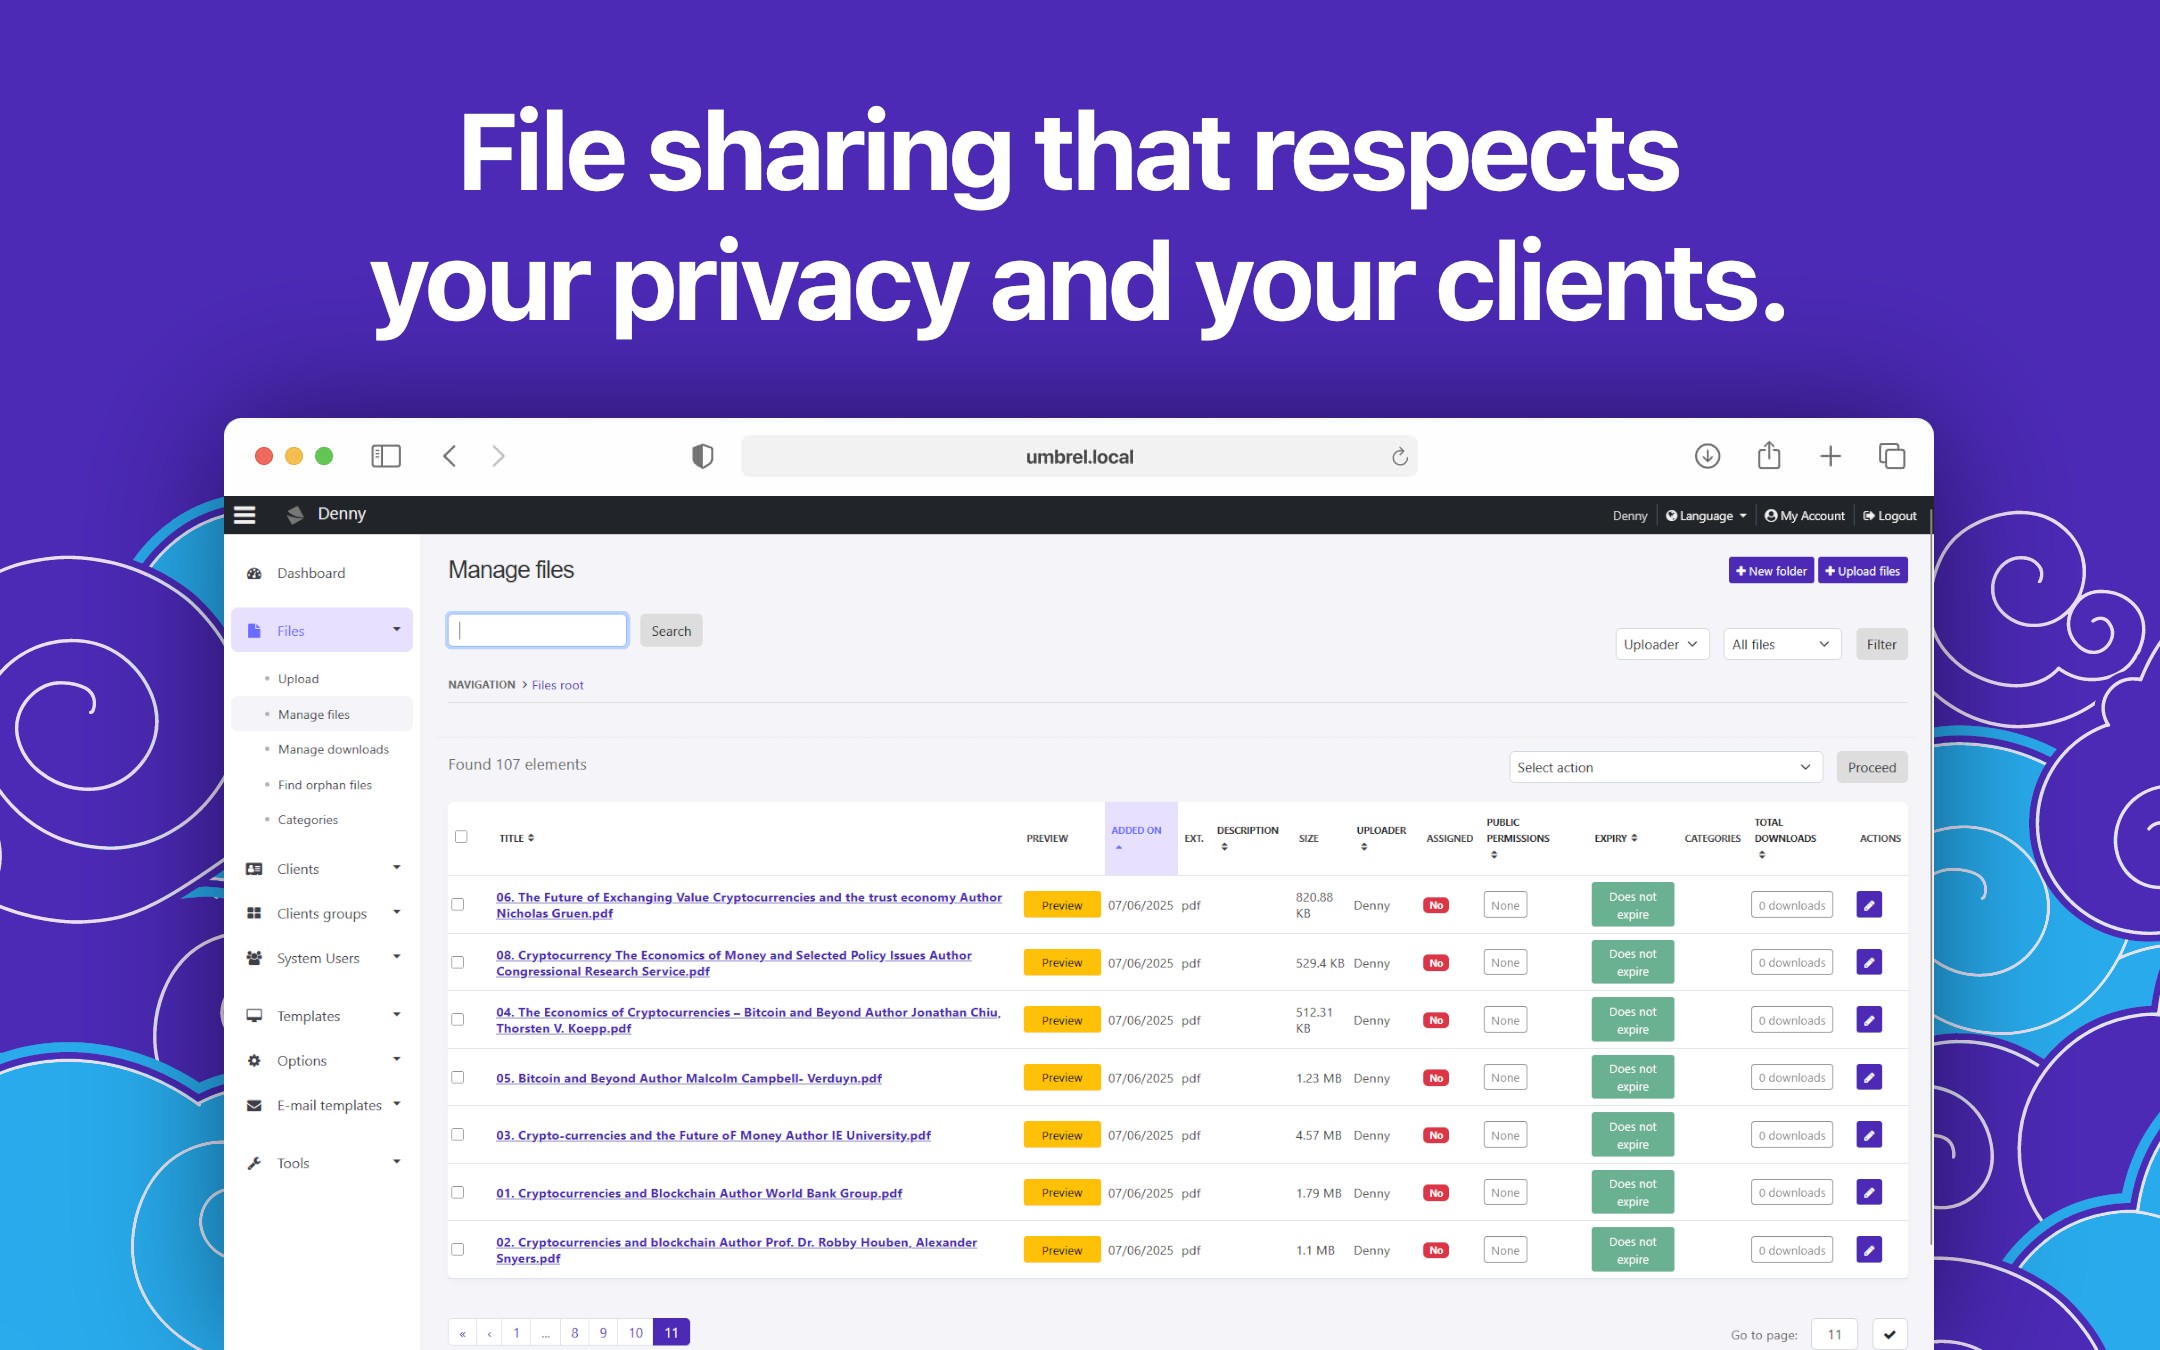 File sharing that respects
your privacy and your clients.
umbrel.local
Denny
Denny Language My Account Logout
Dashboard
Files
Upload
Manage files
Manage downloads
Find orphan files
Categories
Clients
Clients groups
System Users
Templates
Options
E-mail templates
Tools
Manage files
+ New folder + Upload files
Search
Uploader All files Filter
NAVIGATION > Files root
Found 107 elements
Select action Proceed
TITLE PREVIEW ADDED ON EXT. DESCRIPTION SIZE UPLOADER ASSIGNED PUBLIC PERMISSIONS EXPIRY CATEGORIES TOTAL DOWNLOADS ACTIONS
06. The Future of Exchanging Value Cryptocurrencies and the trust economy Author
Nicholas Gruen.pdf
Preview 07/06/2025 pdf 820.88 KB Denny No None Does not expire 0 downloads
08. Cryptocurrency The Economics of Money and Selected Policy Issues Author
Congressional Research Service.pdf
Preview 07/06/2025 pdf 529.4 KB Denny No None Does not expire 0 downloads
04. The Economics of Cryptocurrencies – Bitcoin and Beyond Author Jonathan Chiu,
Thorsten V. Koepp.pdf
Preview 07/06/2025 pdf 512.31 KB Denny No None Does not expire 0 downloads
05. Bitcoin and Beyond Author Malcolm Campbell- Verduyn.pdf
Preview 07/06/2025 pdf 1.23 MB Denny No None Does not expire 0 downloads
03. Crypto-currencies and the Future oF Money Author IE University.pdf
Preview 07/06/2025 pdf 4.57 MB Denny No None Does not expire 0 downloads
01. Cryptocurrencies and Blockchain Author World Bank Group.pdf
Preview 07/06/2025 pdf 1.79 MB Denny No None Does not expire 0 downloads
02. Cryptocurrencies and blockchain Author Prof. Dr. Robby Houben, Alexander
Snyers.pdf
Preview 07/06/2025 pdf 1.1 MB Denny No None Does not expire 0 downloads
« ‹ 1 ... 8 9 10 11
Go to page: 11